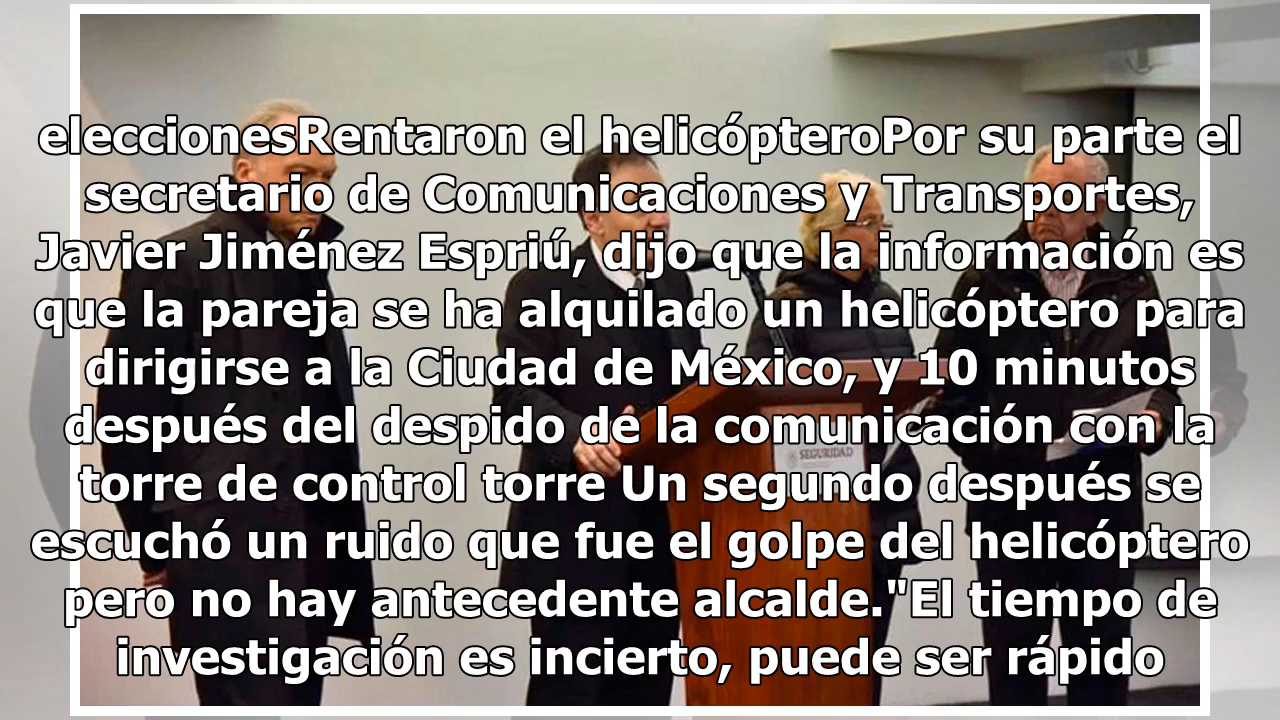 eleccionesRentaron el helicópteroPor su parte el
secretario de Comunicaciones y Transportes,
Javier Jiménez Espriú, dijo que la información es
que la pareja se ha alquilado un helicóptero para
dirigirse a la Ciudad de México, y 10 minutos
después del despido de la comunicación con la
torre de control torre Un segundo después se
escuchó un ruido que fue el golpe del helicóptero
pero no hay antecedente alcalde."El tiempo de
investigación es incierto, puede ser rápido
SEGURIDAD